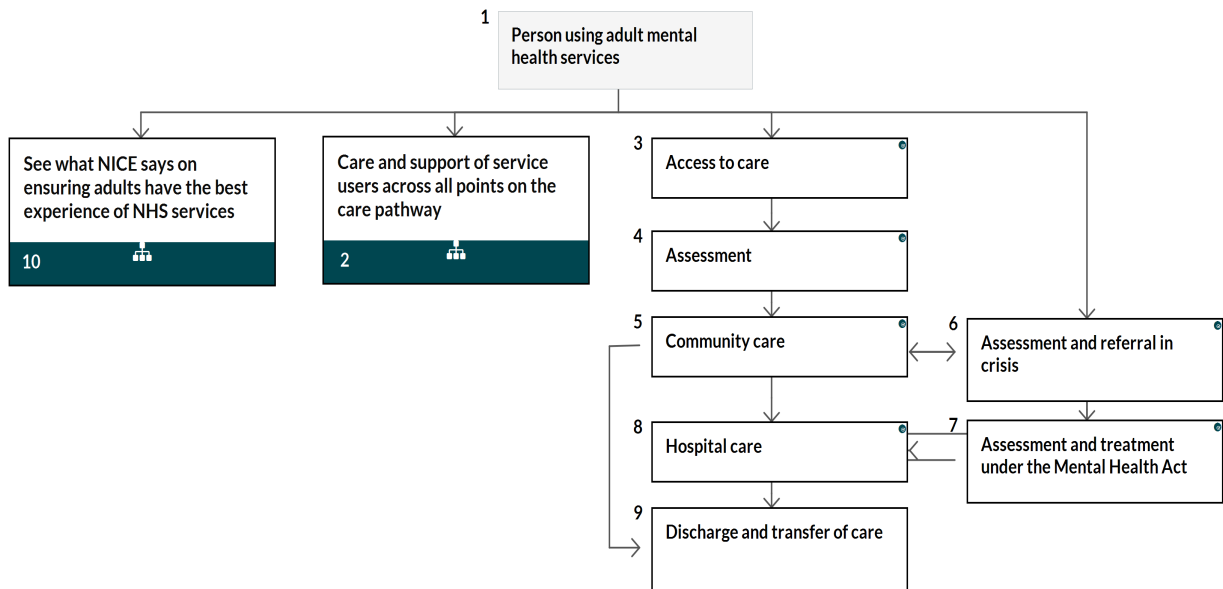 1
Person using adult mental
health services
See what NICE says on
ensuring adults have the best
experience of NHS services
10
Care and support of service
users across all points on the
care pathway
2
3
Access to care
4
Assessment
5
Community care
6
Assessment and referral in
crisis
8
Hospital care
7
Assessment and treatment
under the Mental Health Act
9
Discharge and transfer of care